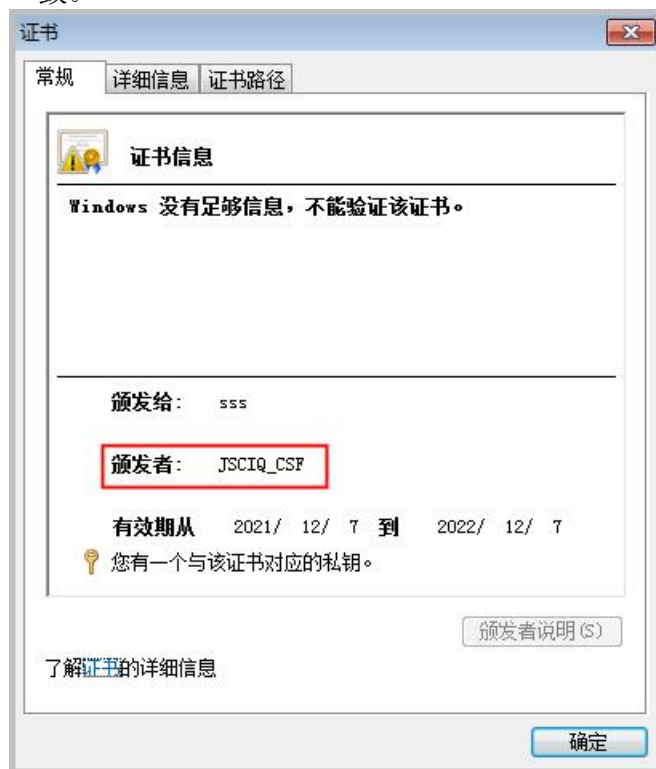 证书
常规 详细信息 证书路径
证书信息
Windows 没有足够信息，不能验证该证书。
颁发给： sss
颁发者： JSCIQ_CSF
有效期从 2021/ 12/ 7 到 2022/ 12/ 7
您有一个与该证书对应的私钥。
颁发者说明(S)
了解证书的详细信息
确定